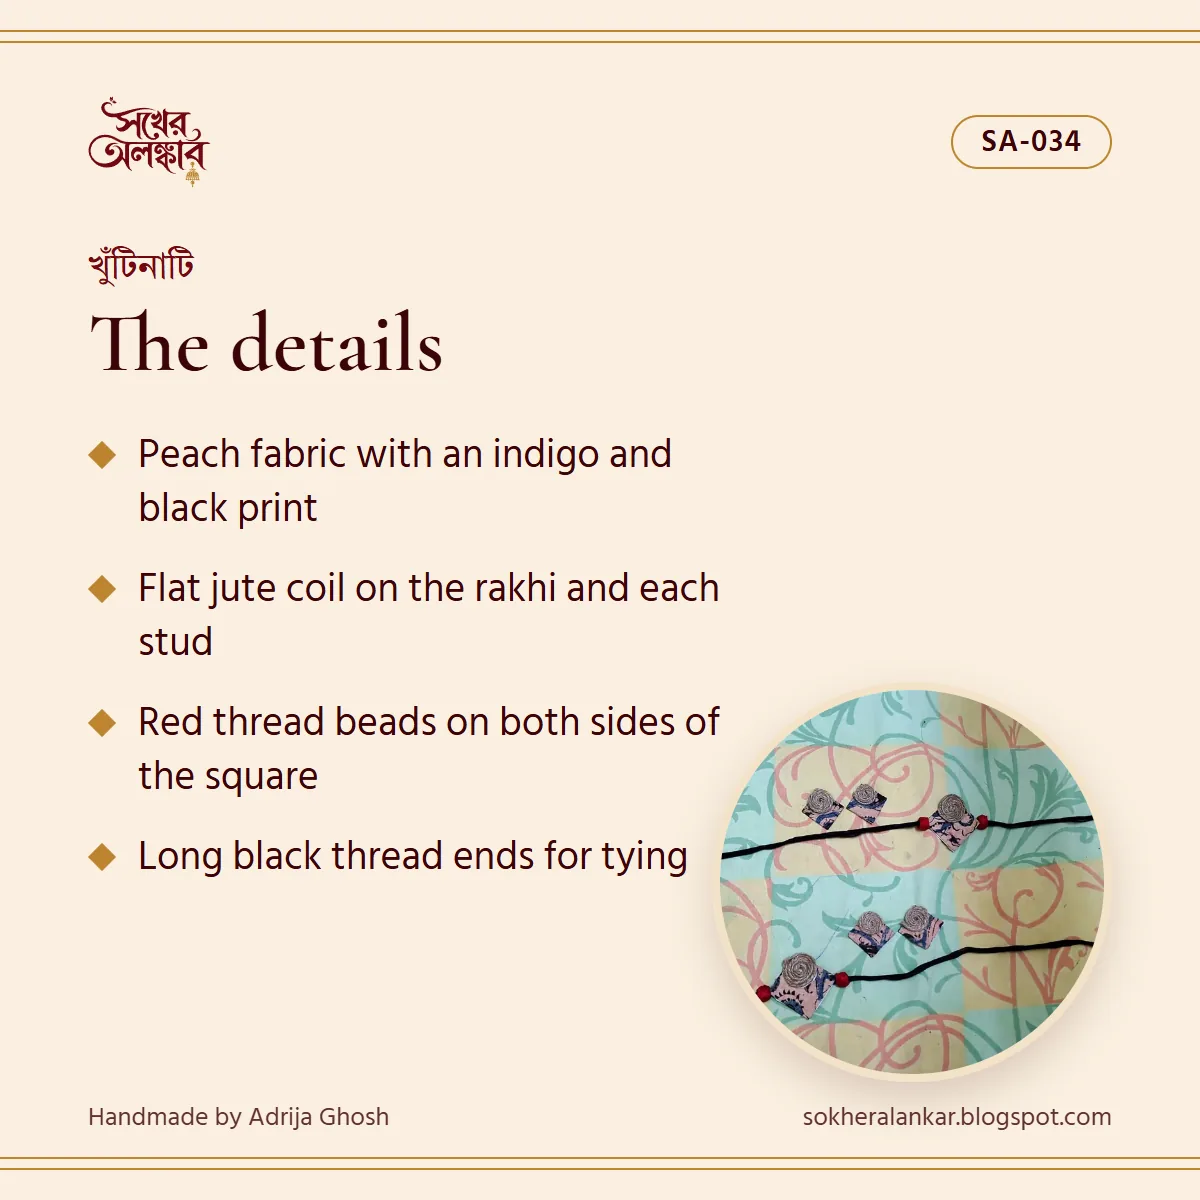 সখের
অলঙ্কার
SA-034
খুঁটিনাটি
The details
Peach fabric with an indigo and
black print
Flat jute coil on the rakhi and each
stud
Red thread beads on both sides of
the square
Long black thread ends for tying
Handmade by Adrija Ghosh
sokheralankar.blogspot.com